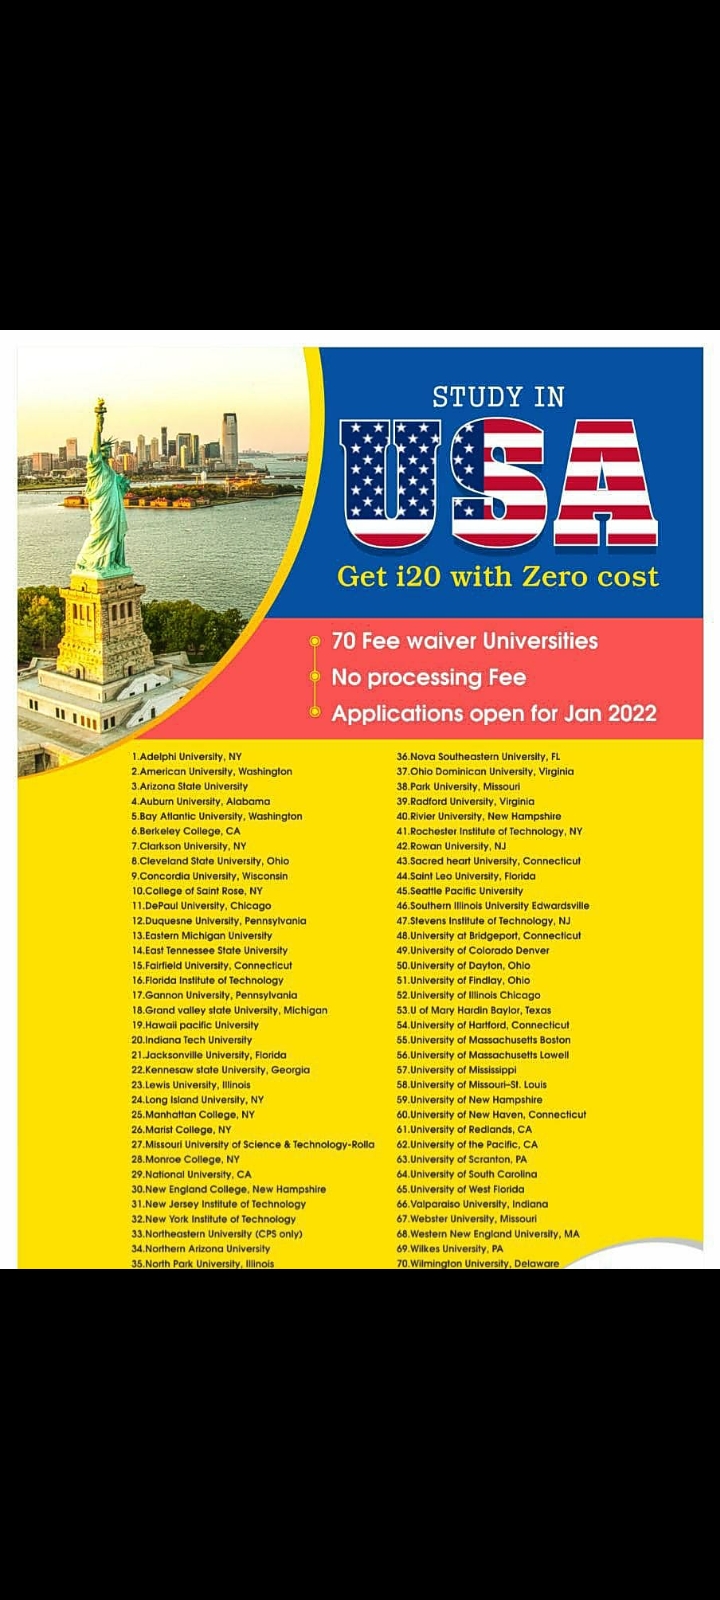 STUDY IN
USA
Get i20 with Zero cost
70 Fee waiver Universities
No processing Fee
Applications open for Jan 2022
1.Adelphi University, NY
2.American University, Washington
3.Arizona State University
4.Auburn University, Alabama
5.Bay Atlantic University, Washington
6.Berkeley College, CA
7.Clarkson University, NY
8.Cleveland State University, Ohio
9.Concordia University, Wisconsin
10.College of Saint Rose, NY
11.DePaul University, Chicago
12.Duquesne University, Pennsylvania
13.Eastern Michigan University
14.East Tennessee State University
15.Fairfield University, Connecticut
16.Florida Institute of Technology
17.Gannon University, Pennsylvania
18.Grand valley state University, Michigan
19.Hawaii pacific University
20.Indiana Tech University
21.Jacksonville University, Florida
22.Kennesaw state University, Georgia
23.Lewis University, Illinois
24.Long Island University, NY
25.Manhattan College, NY
26.Marist College, NY
27.Missouri University of Science & Technology-Rolla
28.Monroe College, NY
29.National University, CA
30.New England College, New Hampshire
31.New Jersey Institute of Technology
32.New York Institute of Technology
33.Northeastern University (CPS only)
34.Northern Arizona University
35.North Park University, Illinois
36.Nova Southeastern University, FL
37.Ohio Dominican University, Virginia
38.Park University, Missouri
39.Radford University, Virginia
40.Rivier University, New Hampshire
41.Rochester Institute of Technology, NY
42.Rowan University, NJ
43.Sacred heart University, Connecticut
44.Saint Leo University, Florida
45.Seattle Pacific University
46.Southern Illinois University Edwardsville
47.Stevens Institute of Technology, NJ
48.University at Bridgeport, Connecticut
49.University of Colorado Denver
50.University of Dayton, Ohio
51.University of Findlay, Ohio
52.University of Illinois Chicago
53.U of Mary Hardin Baylor, Texas
54.University of Hartford, Connecticut
55.University of Massachusetts Boston
56.University of Massachusetts Lowell
57.University of Mississippi
58.University of Missouri–St. Louis
59.University of New Hampshire
60.University of New Haven, Connecticut
61.University of Redlands, CA
62.University of the Pacific, CA
63.University of Scranton, PA
64.University of South Carolina
65.University of West Florida
66.Valparaiso University, Indiana
67.Webster University, Missouri
68.Western New England University, MA
69.Wilkes University, PA
70.Wilmington University, Delaware